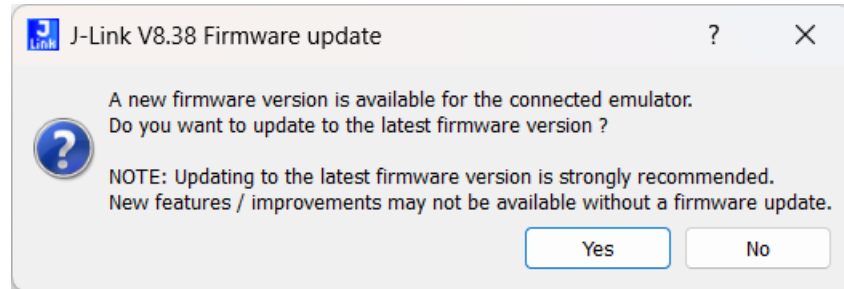 J
Link
J-Link V8.38 Firmware update
?
A new firmware version is available for the connected emulator.
Do you want to update to the latest firmware version ?
?
NOTE: Updating to the latest firmware version is strongly recommended.
New features / improvements may not be available without a firmware update.
Yes
No